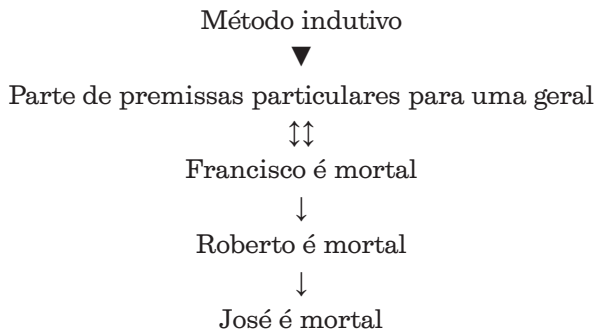 Método indutivo
▼
Parte de premissas particulares para uma geral
↕↕
Francisco é mortal
↓
Roberto é mortal
↓
José é mortal